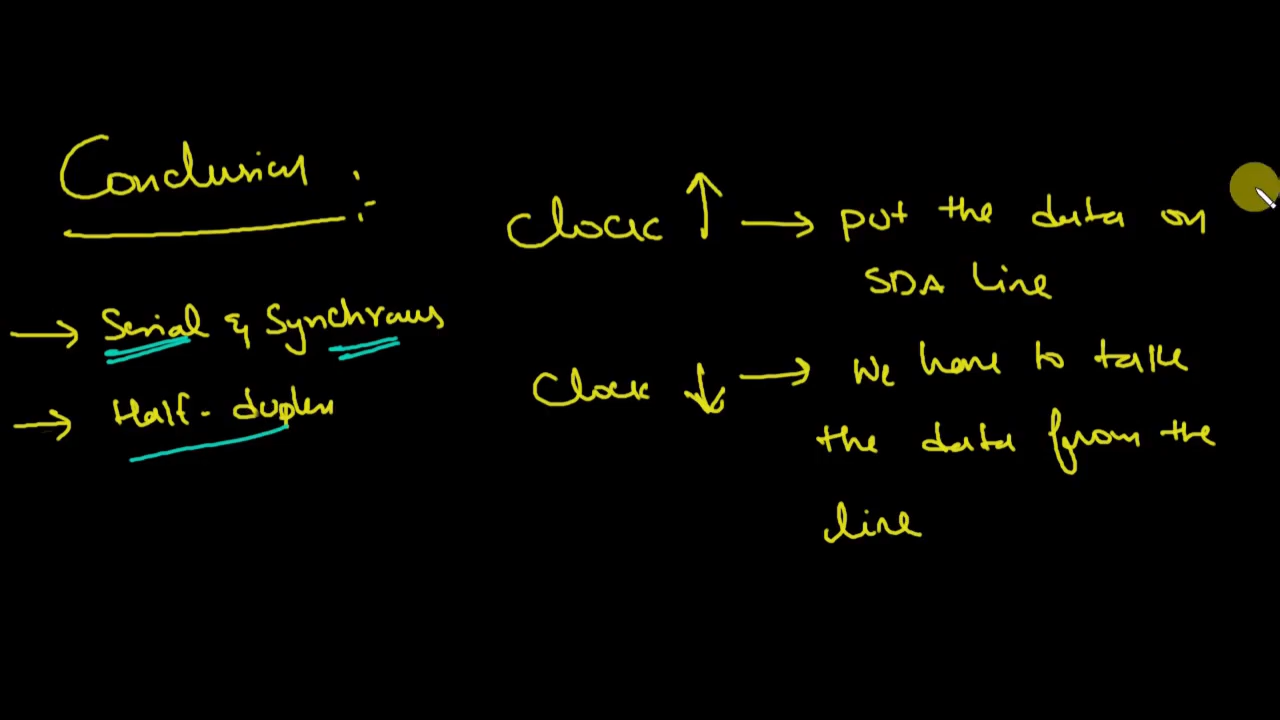 Conclusion :-
→ Serial & Synchraus
→ Half-duplex
Clock ↑ → put the data on
SDA line
Clock ↓ → We have to take
the data from the
line